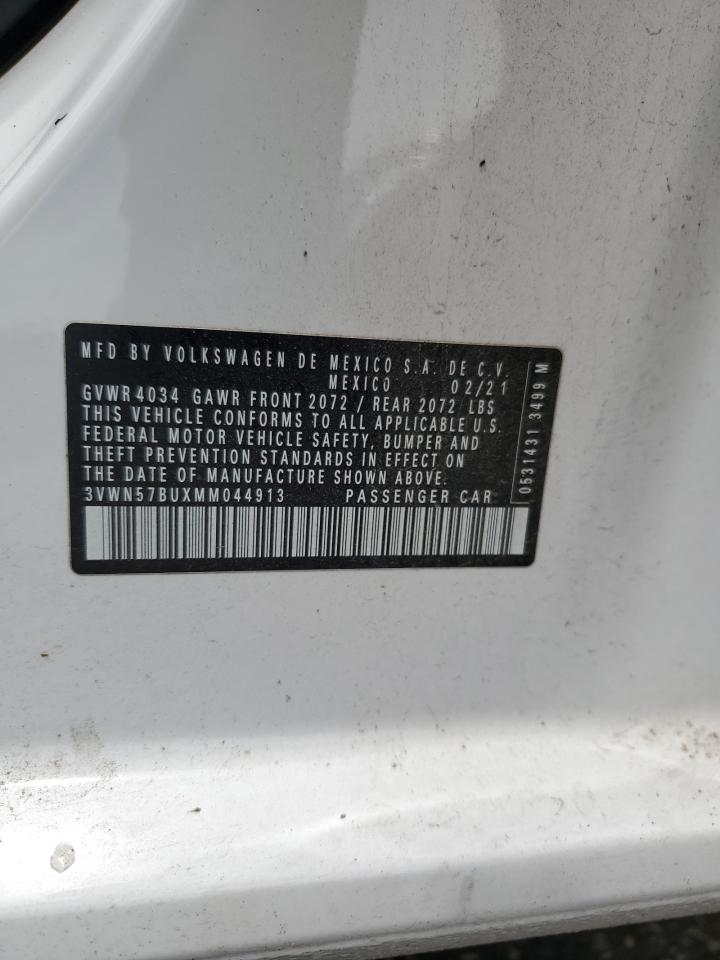 MFD BY VOLKSWAGEN DE MEXICO S.A. DE C.V.
MEXICO 02/21
GVWR 4034 GAWR FRONT 2072 / REAR 2072 LBS
THIS VEHICLE CONFORMS TO ALL APPLICABLE U.S.
FEDERAL MOTOR VEHICLE SAFETY, BUMPER AND
THEFT PREVENTION STANDARDS IN EFFECT ON
THE DATE OF MANUFACTURE SHOWN ABOVE.
3VWN57BUXMM044913 PASSENGER CAR
0531431 3499 M